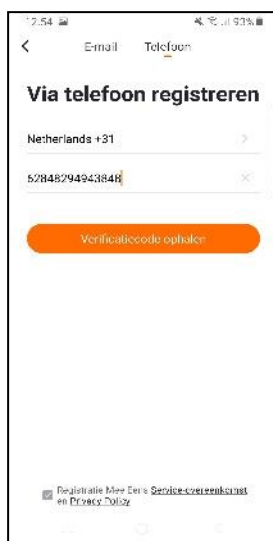 12.54 93%
E-mail Telefoon
Via telefoon registreren
Netherlands +31
62848294943848
Verificatiecode ophalen
Registratie Mee Eens Service-overeenkomst
en Privacy Policy